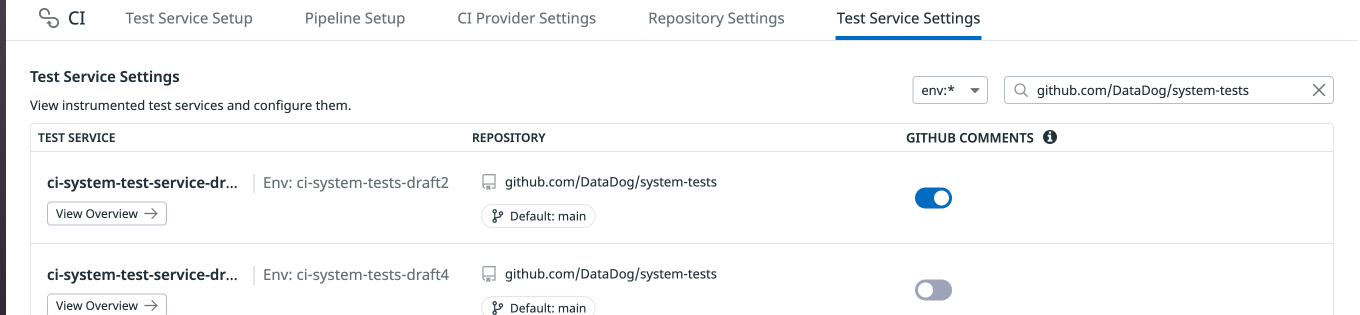 CI Test Service Setup Pipeline Setup CI Provider Settings Repository Settings Test Service Settings
Test Service Settings
View instrumented test services and configure them.
env:* github.com/DataDog/system-tests
TEST SERVICE REPOSITORY GITHUB COMMENTS
ci-system-test-service-dr... Env: ci-system-tests-draft2 github.com/DataDog/system-tests
View Overview Default: main
ci-system-test-service-dr... Env: ci-system-tests-draft4 github.com/DataDog/system-tests
View Overview Default: main